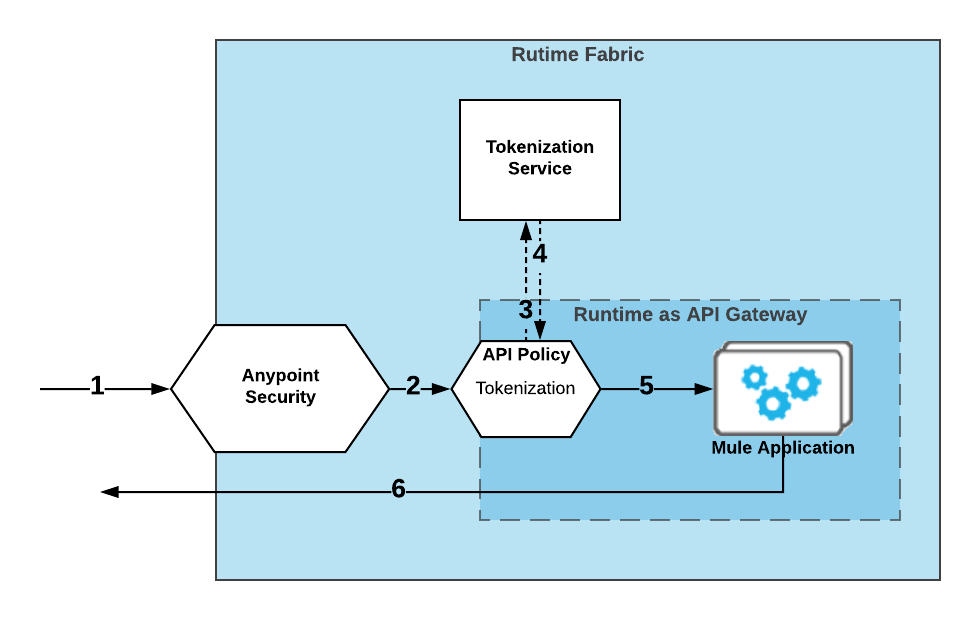 Rutime Fabric
Tokenization
Service
4
3
Runtime as API Gateway
API Policy
Tokenization
Anypoint
Security
1
2
5
Mule Application
6